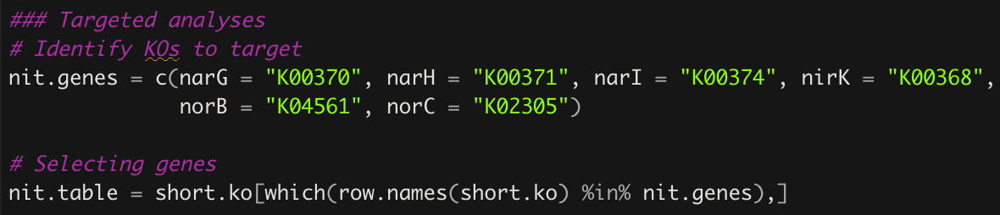 ### Targeted analyses
# Identify KOs to target
nit.genes = c(narG = "K00370", narH = "K00371", narI = "K00374", nirK = "K00368",
norB = "K04561", norC = "K02305")
# Selecting genes
nit.table = short.ko[which(row.names(short.ko) %in% nit.genes),]